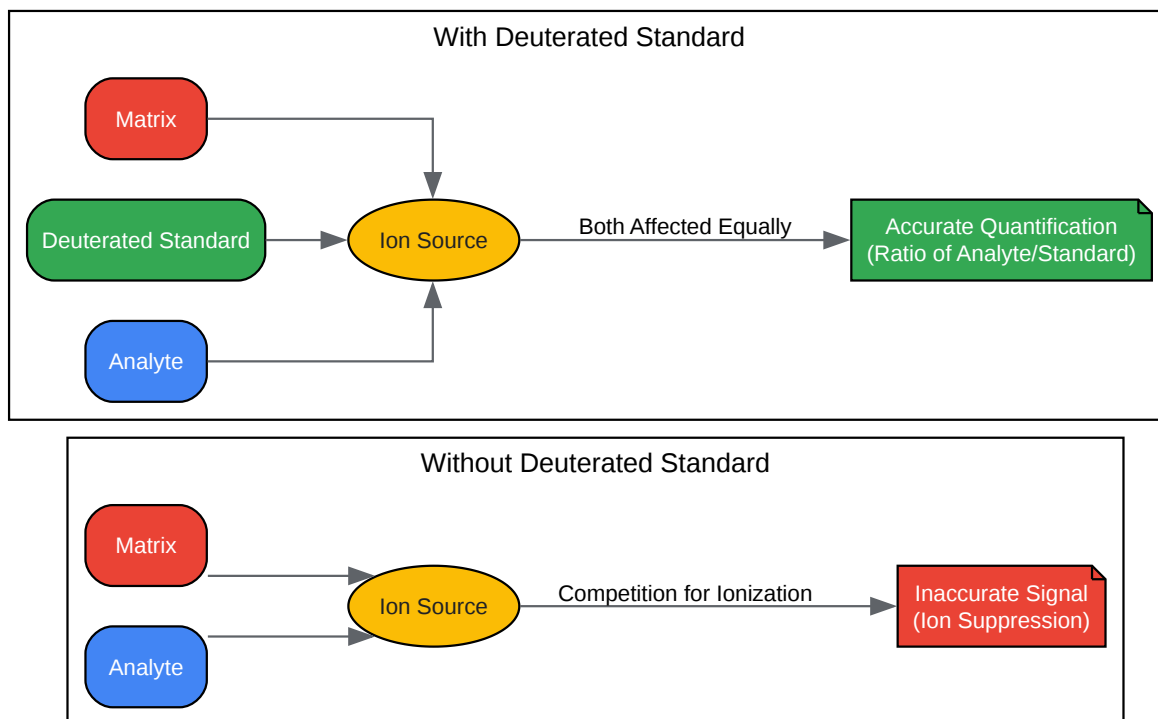 With Deuterated Standard
Matrix
Deuterated Standard
Ion Source
Both Affected Equally
Accurate Quantification
(Ratio of Analyte/Standard)
Analyte
Without Deuterated Standard
Matrix
Ion Source
Competition for Ionization
Inaccurate Signal
(Ion Suppression)
Analyte